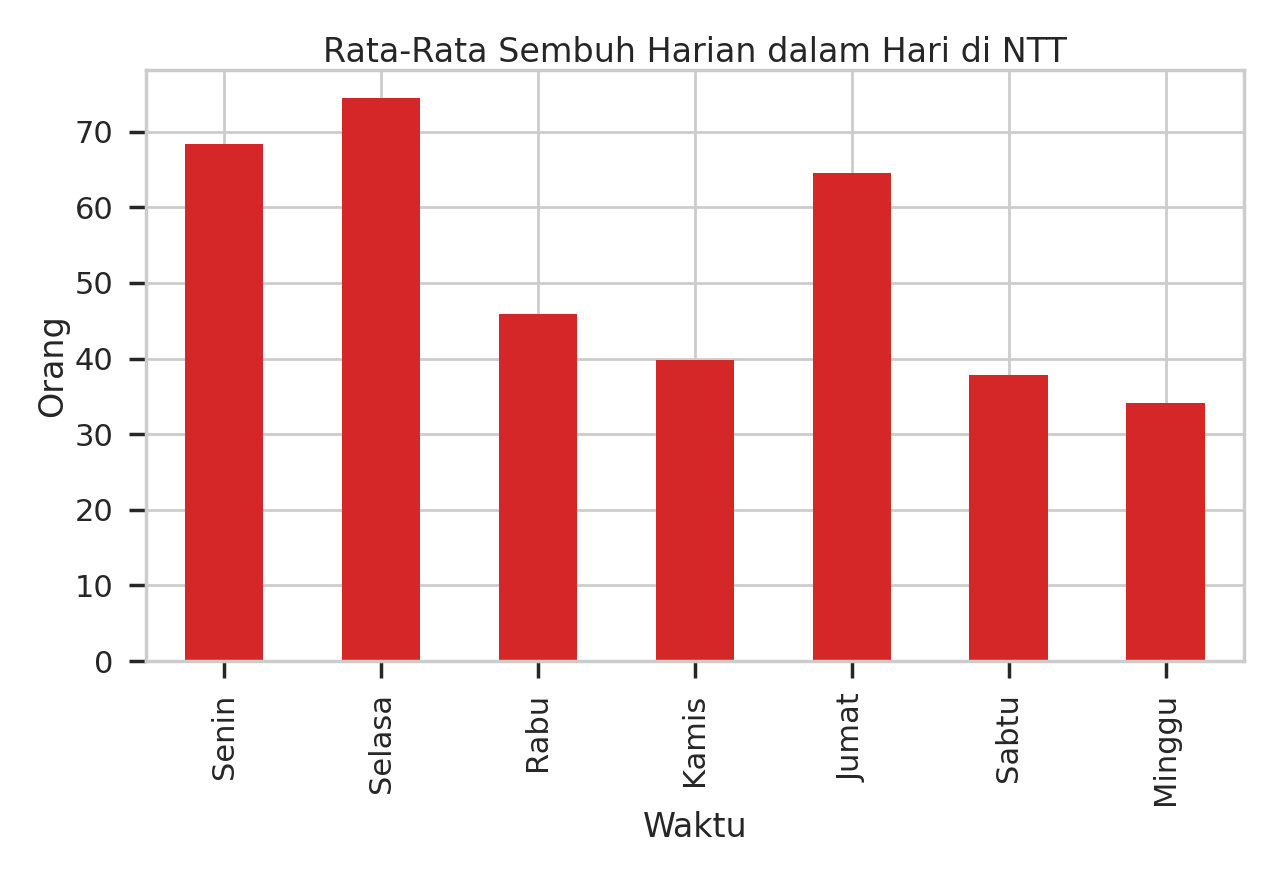 Rata-Rata Sembuh Harian dalam Hari di NTT
70
60
50
40
30
20
10
0
Orang
Senin
Selasa
Rabu
Kamis
Jumat
Sabtu
Minggu
Waktu